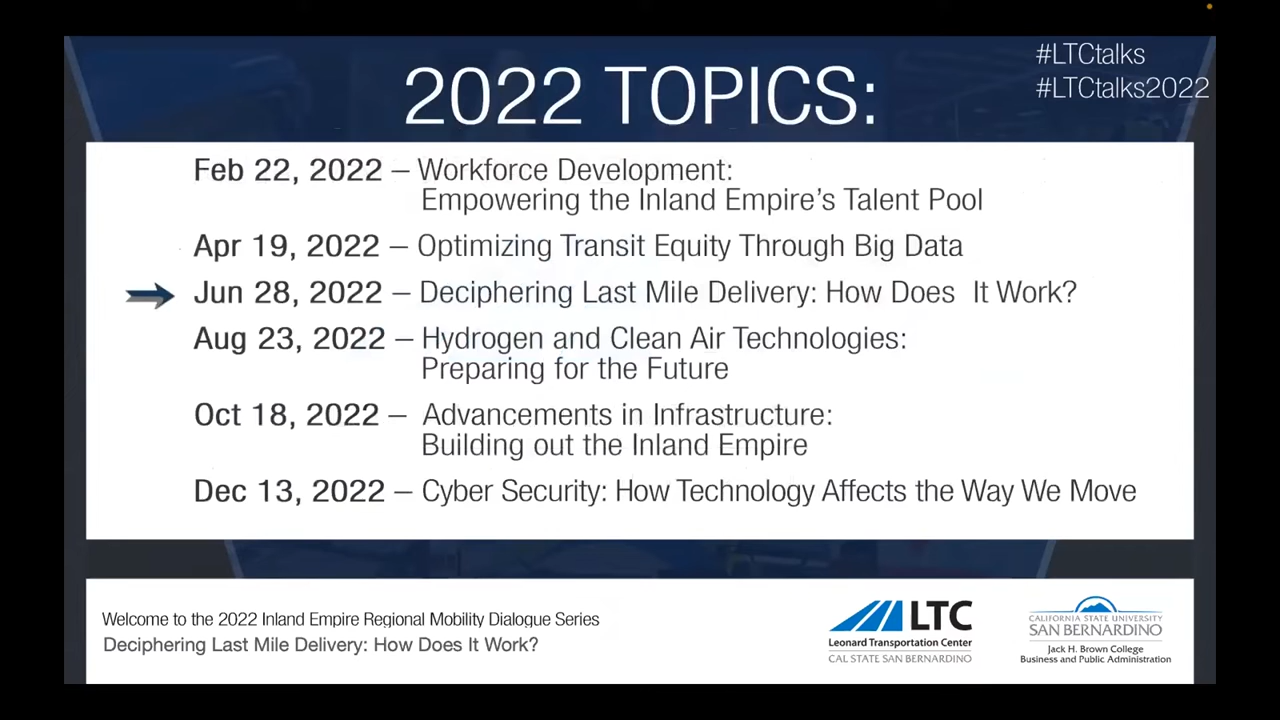 #LTCtalks
#LTCtalks2022
2022 TOPICS:
Feb 22, 2022 – Workforce Development:
Empowering the Inland Empire's Talent Pool
Apr 19, 2022 – Optimizing Transit Equity Through Big Data
Jun 28, 2022 – Deciphering Last Mile Delivery: How Does It Work?
Aug 23, 2022 – Hydrogen and Clean Air Technologies:
Preparing for the Future
Oct 18, 2022 – Advancements in Infrastructure:
Building out the Inland Empire
Dec 13, 2022 – Cyber Security: How Technology Affects the Way We Move
Welcome to the 2022 Inland Empire Regional Mobility Dialogue Series
Deciphering Last Mile Delivery: How Does It Work?
LTC
Leonard Transportation Center
CAL STATE SAN BERNARDINO
CALIFORNIA STATE UNIVERSITY
SAN BERNARDINO
Jack H. Brown College
Business and Public Administration